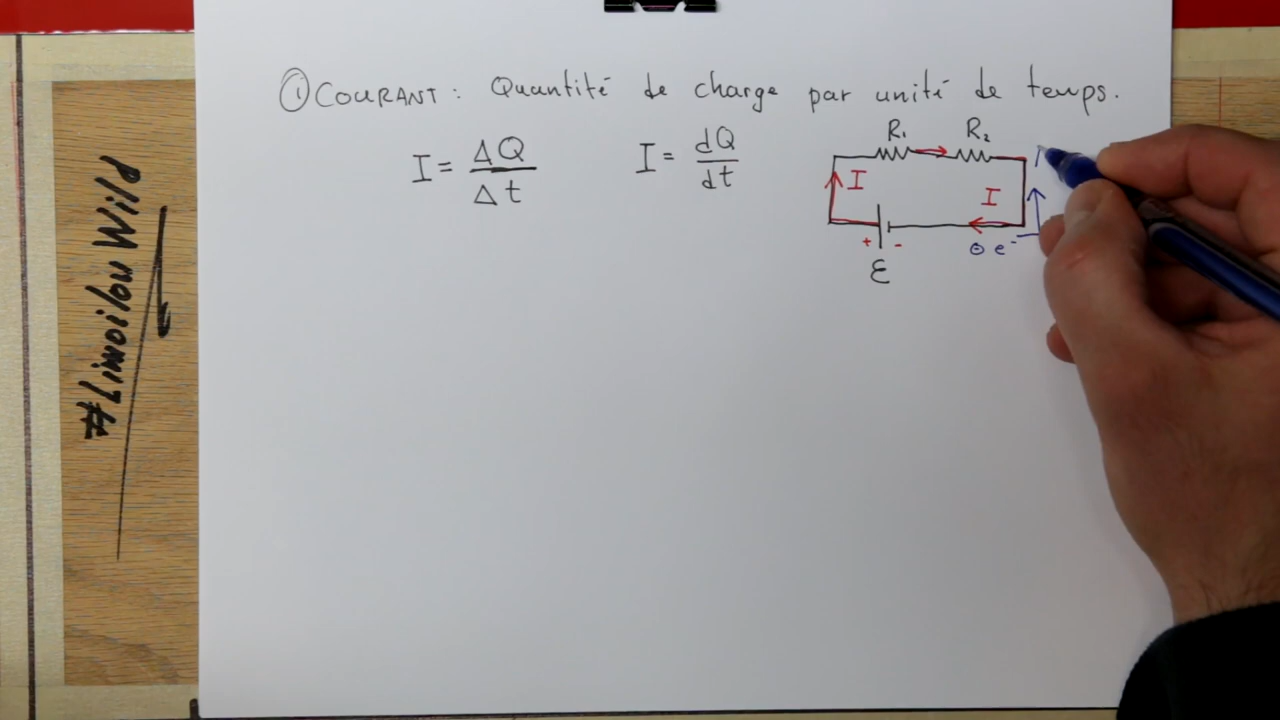 ① COURANT : Quantité de charge par unité de temps.
I = ΔQ / Δt
I = dQ / dt
R₁ R₂
I
I
+ -
⊖ e⁻
ε
#Limoilou Wild